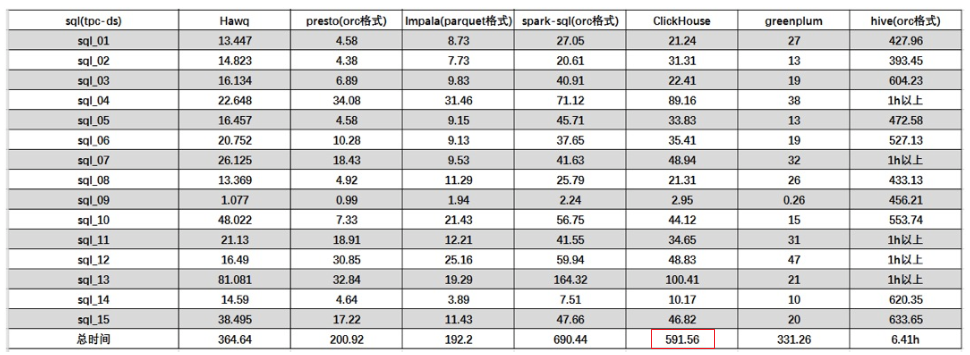 sql(tpc-ds) Hawq presto(orc格式) Impala(parquet格式) spark-sql(orc格式) ClickHouse greenplum hive(orc格式)
sql_01 13.447 4.58 8.73 27.05 21.24 27 427.96
sql_02 14.823 4.38 7.73 20.61 31.31 13 393.45
sql_03 16.134 6.89 9.83 40.91 22.41 19 604.23
sql_04 22.648 34.08 31.46 71.12 89.16 38 1h以上
sql_05 16.457 4.58 9.15 45.71 33.83 13 472.58
sql_06 20.752 10.28 9.13 37.65 35.41 19 527.13
sql_07 26.125 18.43 9.53 41.63 48.94 32 1h以上
sql_08 13.369 4.92 11.29 25.79 21.31 26 433.13
sql_09 1.077 0.99 1.94 2.24 2.95 0.26 456.21
sql_10 48.022 7.33 21.43 56.75 44.12 15 553.74
sql_11 21.13 18.91 12.21 41.55 34.65 31 1h以上
sql_12 16.49 30.85 25.16 59.94 48.83 47 1h以上
sql_13 81.081 32.84 19.29 164.32 100.41 21 1h以上
sql_14 14.59 4.64 3.89 7.51 10.17 10 620.35
sql_15 38.495 17.22 11.43 47.66 46.82 20 633.65
总时间 364.64 200.92 192.2 690.44 591.56 331.26 6.41h